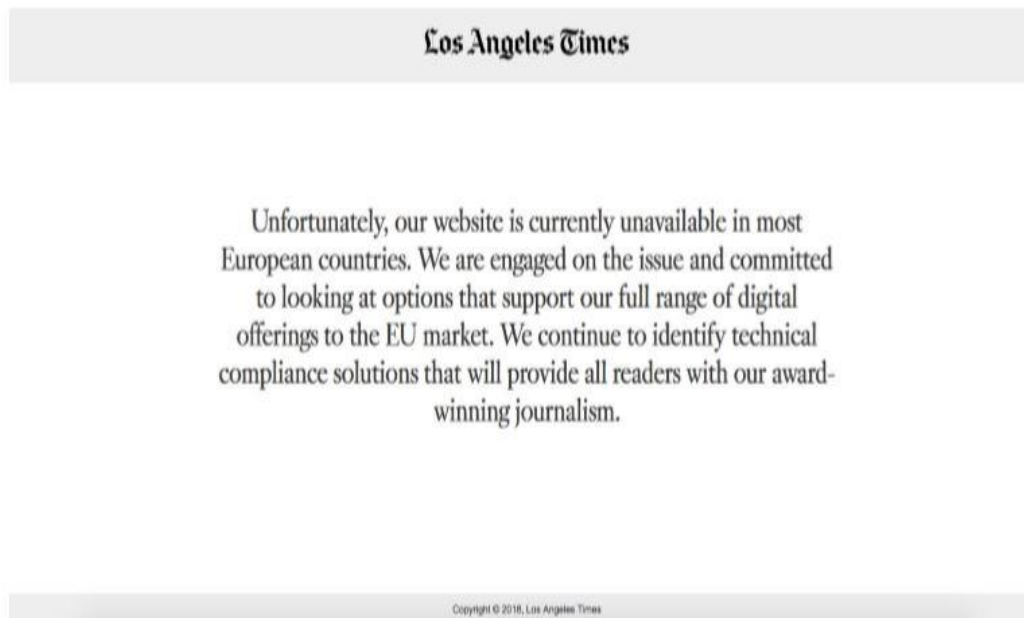 Los Angeles Times
Unfortunately, our website is currently unavailable in most
European countries. We are engaged on the issue and committed
to looking at options that support our full range of digital
offerings to the EU market. We continue to identify technical
compliance solutions that will provide all readers with our award-
winning journalism.
Copyright © 2018, Los Angeles Times